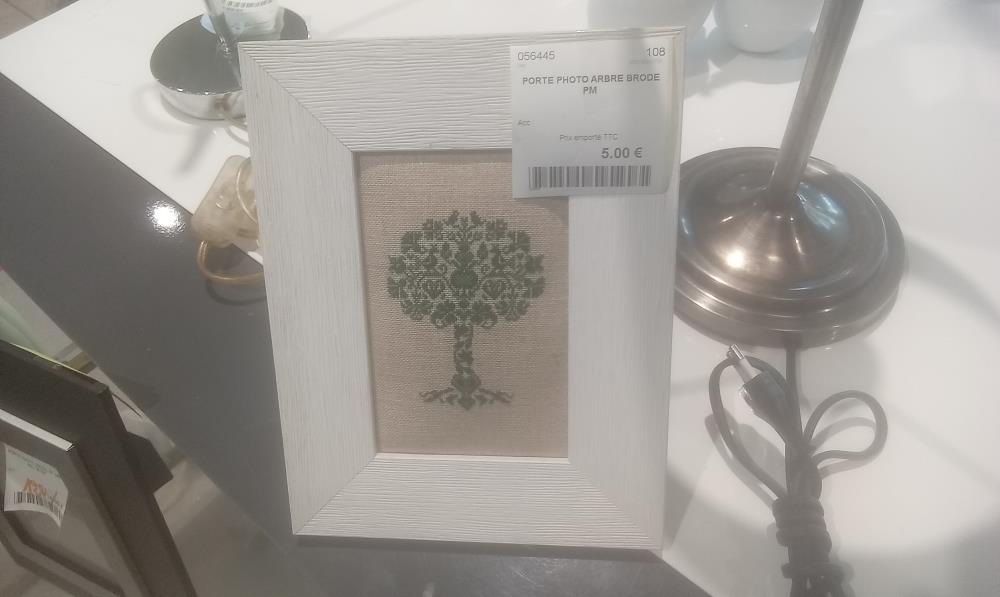 056445 108
PORTE PHOTO ARBRE BRODE
PM
Acc
Prix emporté TTC
5.00 €